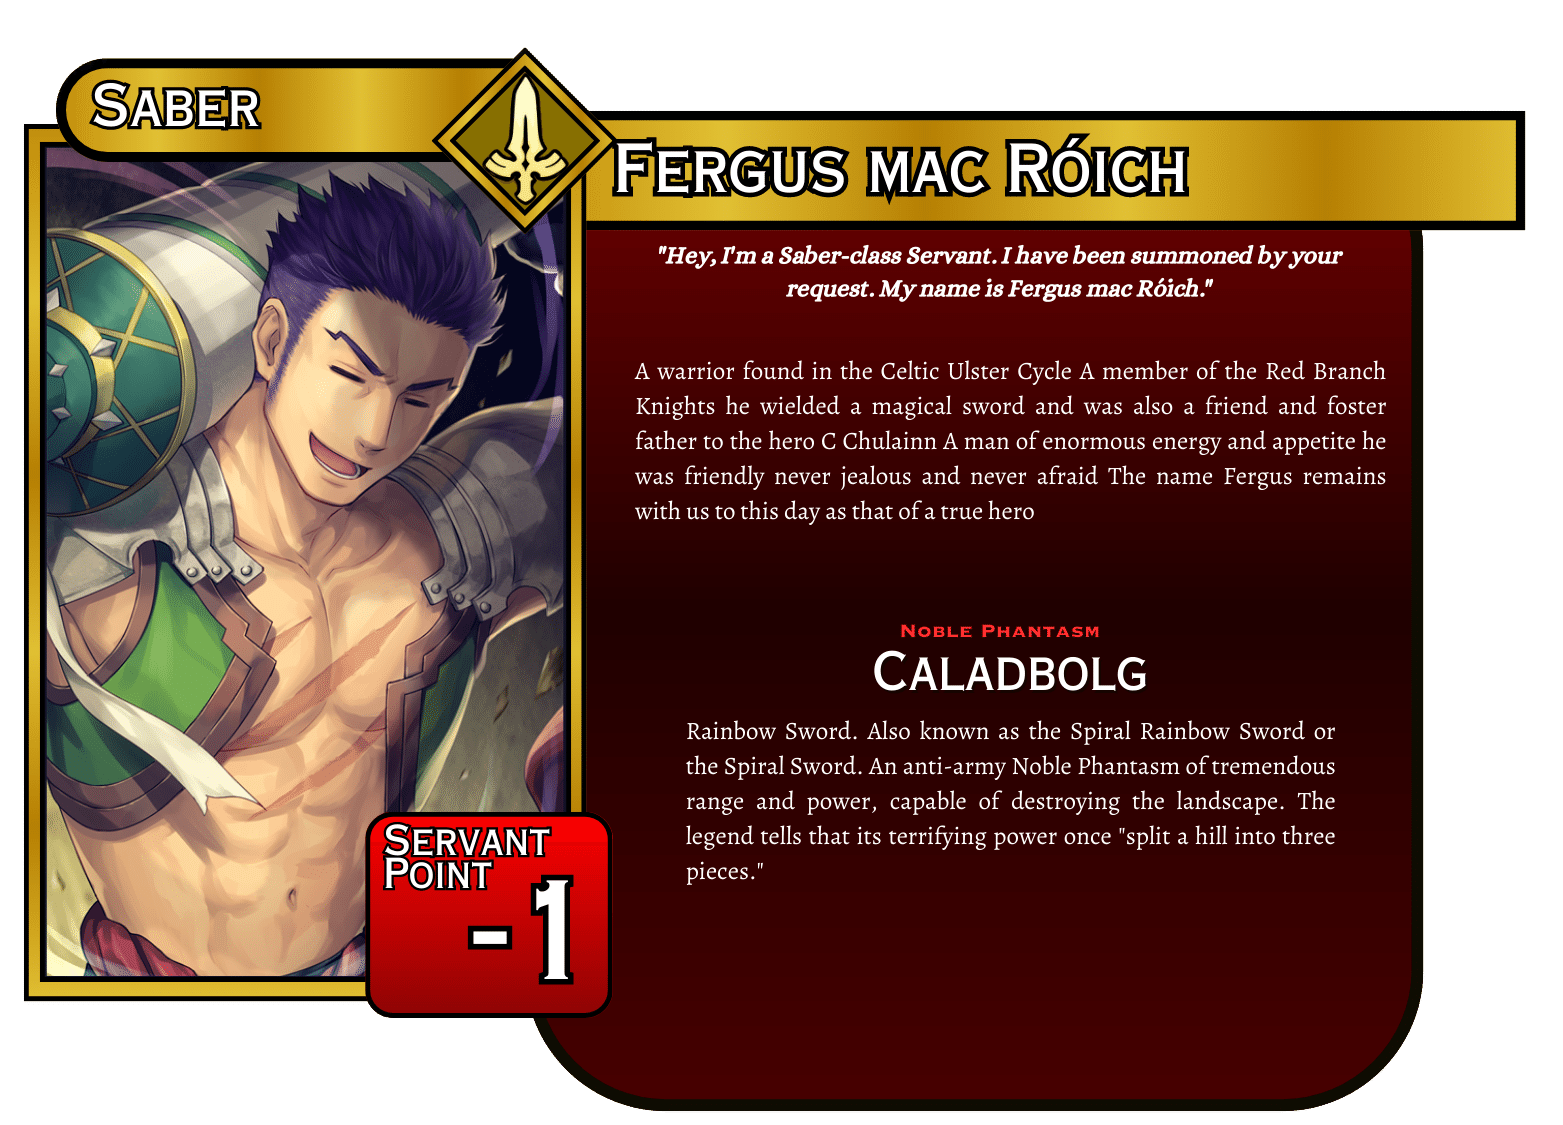 Saber
Fergus mac Róich
"Hey, I'm a Saber-class Servant. I have been summoned by your
request. My name is Fergus mac Róich."
A warrior found in the Celtic Ulster Cycle A member of the Red Branch
Knights he wielded a magical sword and was also a friend and foster
father to the hero C Chulainn A man of enormous energy and appetite he
was friendly never jealous and never afraid The name Fergus remains
with us to this day as that of a true hero
Noble Phantasm
Caladbolg
Rainbow Sword. Also known as the Spiral Rainbow Sword or
the Spiral Sword. An anti-army Noble Phantasm of tremendous
range and power, capable of destroying the landscape. The
legend tells that its terrifying power once "split a hill into three
pieces."
Servant
Point
-1